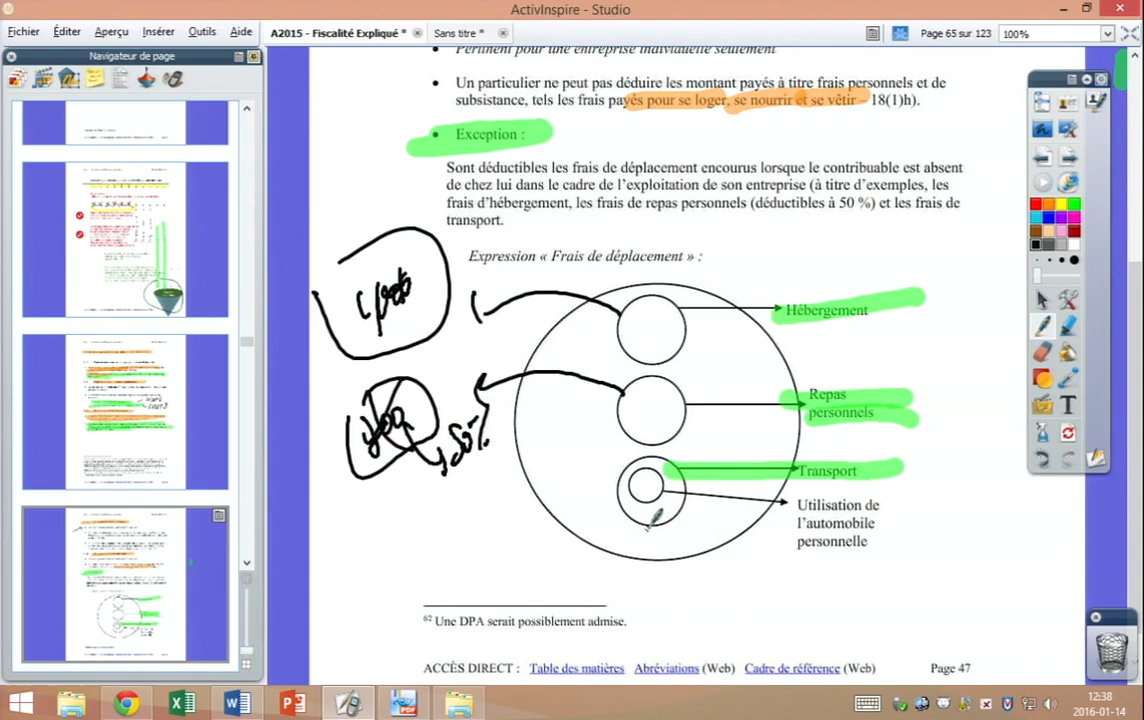 ActivInspire - Studio
Fichier Éditer Aperçu Insérer Outils Aide
A2015 - Fiscalité Expliqué *
Sans titre *
Page 65 sur 123
100%
Navigateur de page
Pertinent pour une entreprise individuelle seulement
• Un particulier ne peut pas déduire les montant payés à titre frais personnels et de
subsistance, tels les frais payés pour se loger, se nourrir et se vêtir – 18(1)h).
• Exception :
Sont déductibles les frais de déplacement encourus lorsque le contribuable est absent
de chez lui dans le cadre de l'exploitation de son entreprise (à titre d'exemples, les
frais d'hébergement, les frais de repas personnels (déductibles à 50 %) et les frais de
transport.
Expression « Frais de déplacement » :
Hébergement
Repas
personnels
50%
Transport
Utilisation de
l'automobile
personnelle
62 Une DPA serait possiblement admise.
ACCÈS DIRECT : Table des matières Abréviations (Web) Cadre de référence (Web) Page 47
12:38
2016-01-14